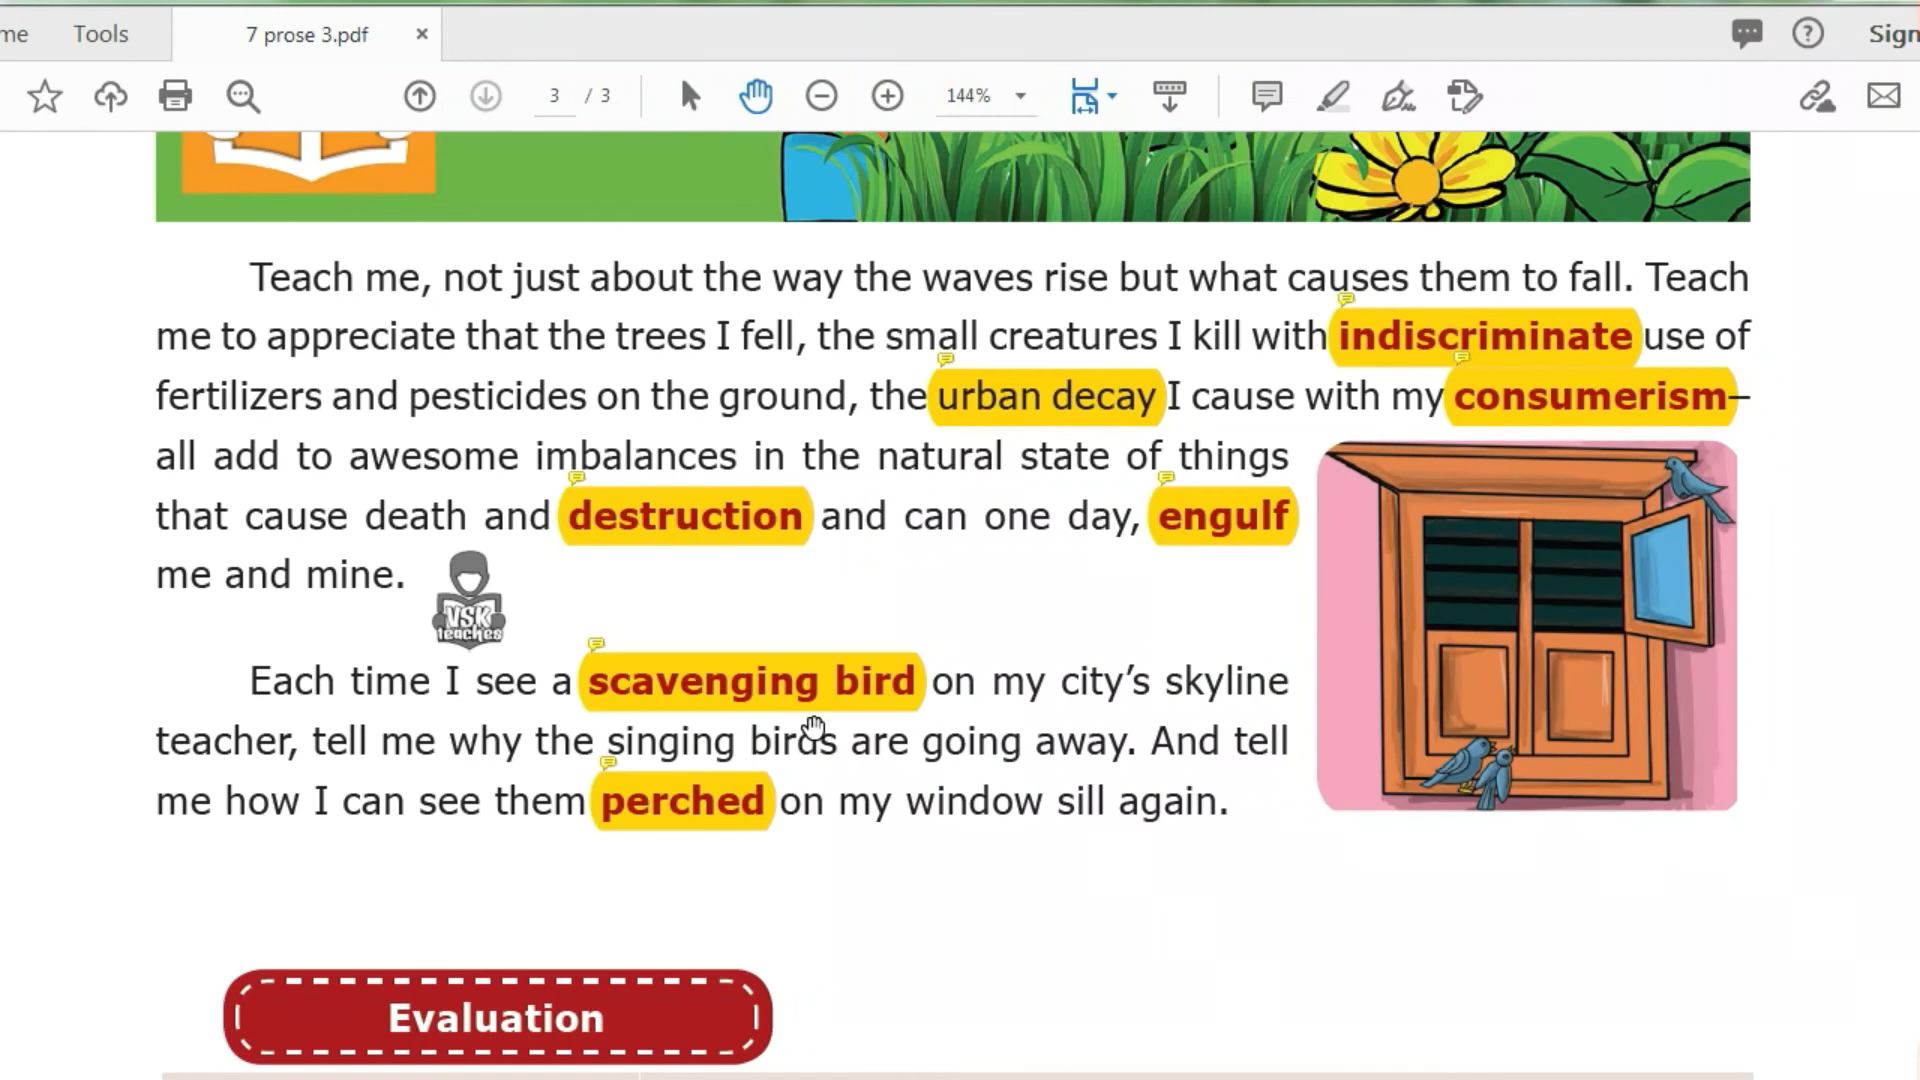 me Tools 7 prose 3.pdf × Sign
3 / 3 144%
Teach me, not just about the way the waves rise but what causes them to fall. Teach
me to appreciate that the trees I fell, the small creatures I kill with indiscriminate use of
fertilizers and pesticides on the ground, the urban decay I cause with my consumerism–
all add to awesome imbalances in the natural state of things
that cause death and destruction and can one day, engulf
me and mine.
VSK
teaches
Each time I see a scavenging bird on my city’s skyline
teacher, tell me why the singing birds are going away. And tell
me how I can see them perched on my window sill again.
Evaluation